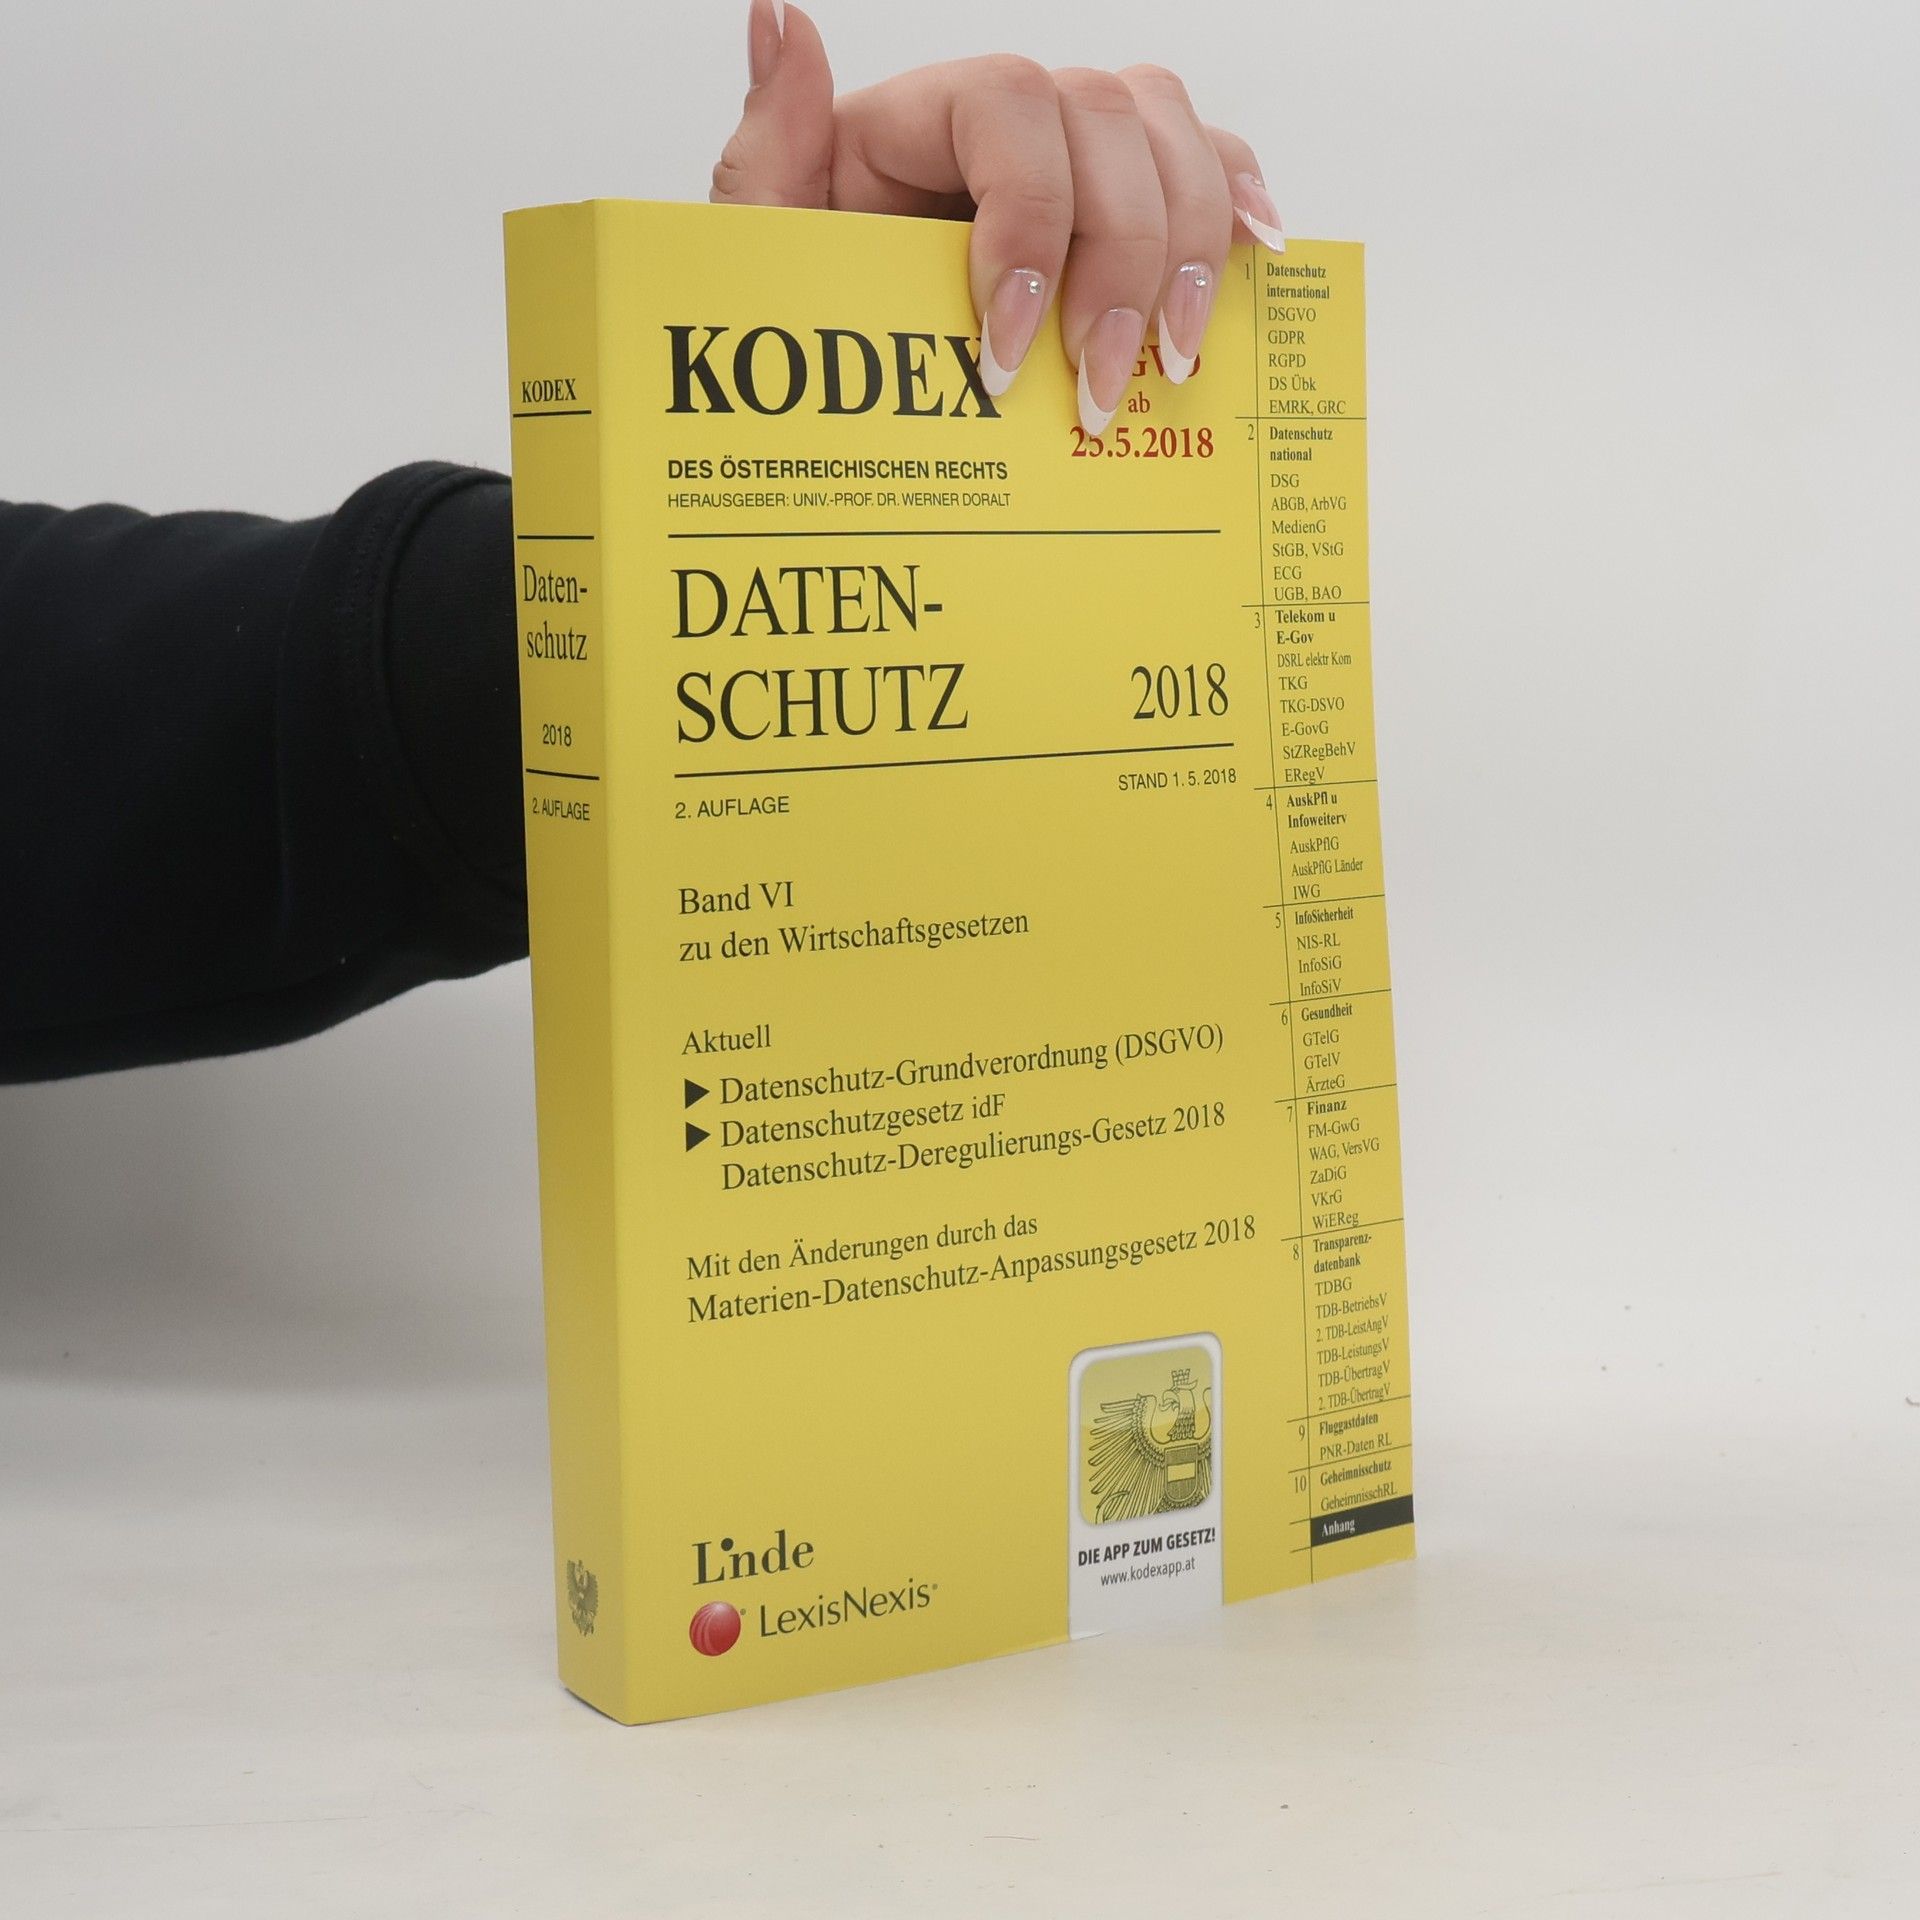 KODEX
Daten-
schutz
2018
2. AUFLAGE
KODEX
DES ÖSTERREICHISCHEN RECHTS
HERAUSGEBER: UNIV.-PROF. DR. WERNER DORALT
ab
25.5.2018
DATEN-
SCHUTZ
2018
STAND 1. 5. 2018
2. AUFLAGE
Band VI
zu den Wirtschaftsgesetzen
Aktuell
▶ Datenschutz-Grundverordnung (DSGVO)
▶ Datenschutzgesetz idF
Datenschutz-Deregulierungs-Gesetz 2018
Mit den Änderungen durch das
Materien-Datenschutz-Anpassungsgesetz 2018
Linde
LexisNexis®
DIE APP ZUM GESETZ!
www.kodexapp.at
1 Datenschutz
international
DSGVO
GDPR
RGPD
DS Übk
EMRK, GRC
2 Datenschutz
national
DSG
ABGB, ArbVG
MedienG
StGB, VStG
ECG
UGB, BAO
3 Telekom u
E-Gov
DSRL elektr Kom
TKG
TKG-DSVO
E-GovG
StZRegBehV
ERegV
4 AuskPfl u
Infoweiterv
AuskPflG
AuskPflG Länder
IWG
5 InfoSicherheit
NIS-RL
InfoSiG
InfoSiV
6 Gesundheit
GTelG
GTelV
ÄrzteG
7 Finanz
FM-GwG
WAG, VersVG
ZaDiG
VKrG
WiEReg
8 Transparenz-
datenbank
TDBG
TDB-BetriebsV
2. TDB-LeistAngV
TDB-LeistungsV
TDB-ÜbertragV
2. TDB-ÜbertragV
9 Fluggastdaten
PNR-Daten RL
10 Geheimnisschutz
GeheimnisschRL
Anhang